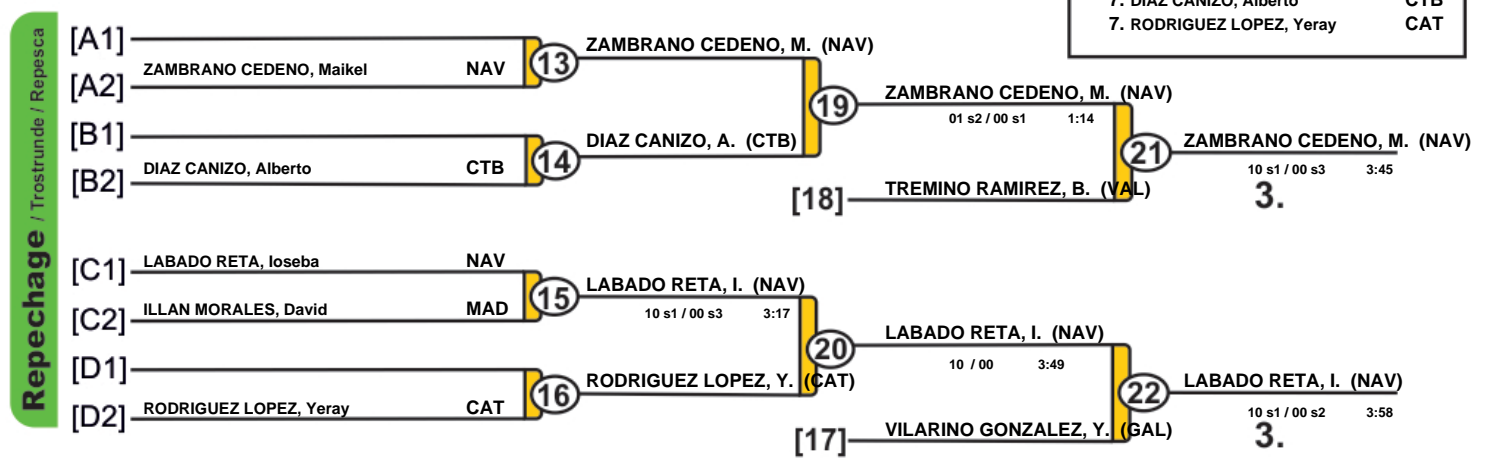 7. DIAZ CANIZO, Alberto CTB
7. RODRIGUEZ LOPEZ, Yeray CAT
Repechage / Trostrunde / Repesca
[A1]
ZAMBRANO CEDENO, Maikel NAV
[A2]
13
ZAMBRANO CEDENO, M. (NAV)
[B1]
DIAZ CANIZO, Alberto CTB
[B2]
14
DIAZ CANIZO, A. (CTB)
19
ZAMBRANO CEDENO, M. (NAV)
01 s2 / 00 s1 1:14
[18]
TREMINO RAMIREZ, B. (VAL)
21
ZAMBRANO CEDENO, M. (NAV)
10 s1 / 00 s3 3:45
3.
[C1] LABADO RETA, Ioseba NAV
[C2] ILLAN MORALES, David MAD
15
LABADO RETA, I. (NAV)
10 s1 / 00 s3 3:17
[D1]
[D2] RODRIGUEZ LOPEZ, Yeray CAT
16
RODRIGUEZ LOPEZ, Y. (CAT)
20
LABADO RETA, I. (NAV)
10 / 00 3:49
[17]
VILARINO GONZALEZ, Y. (GAL)
22
LABADO RETA, I. (NAV)
10 s1 / 00 s2 3:58
3.